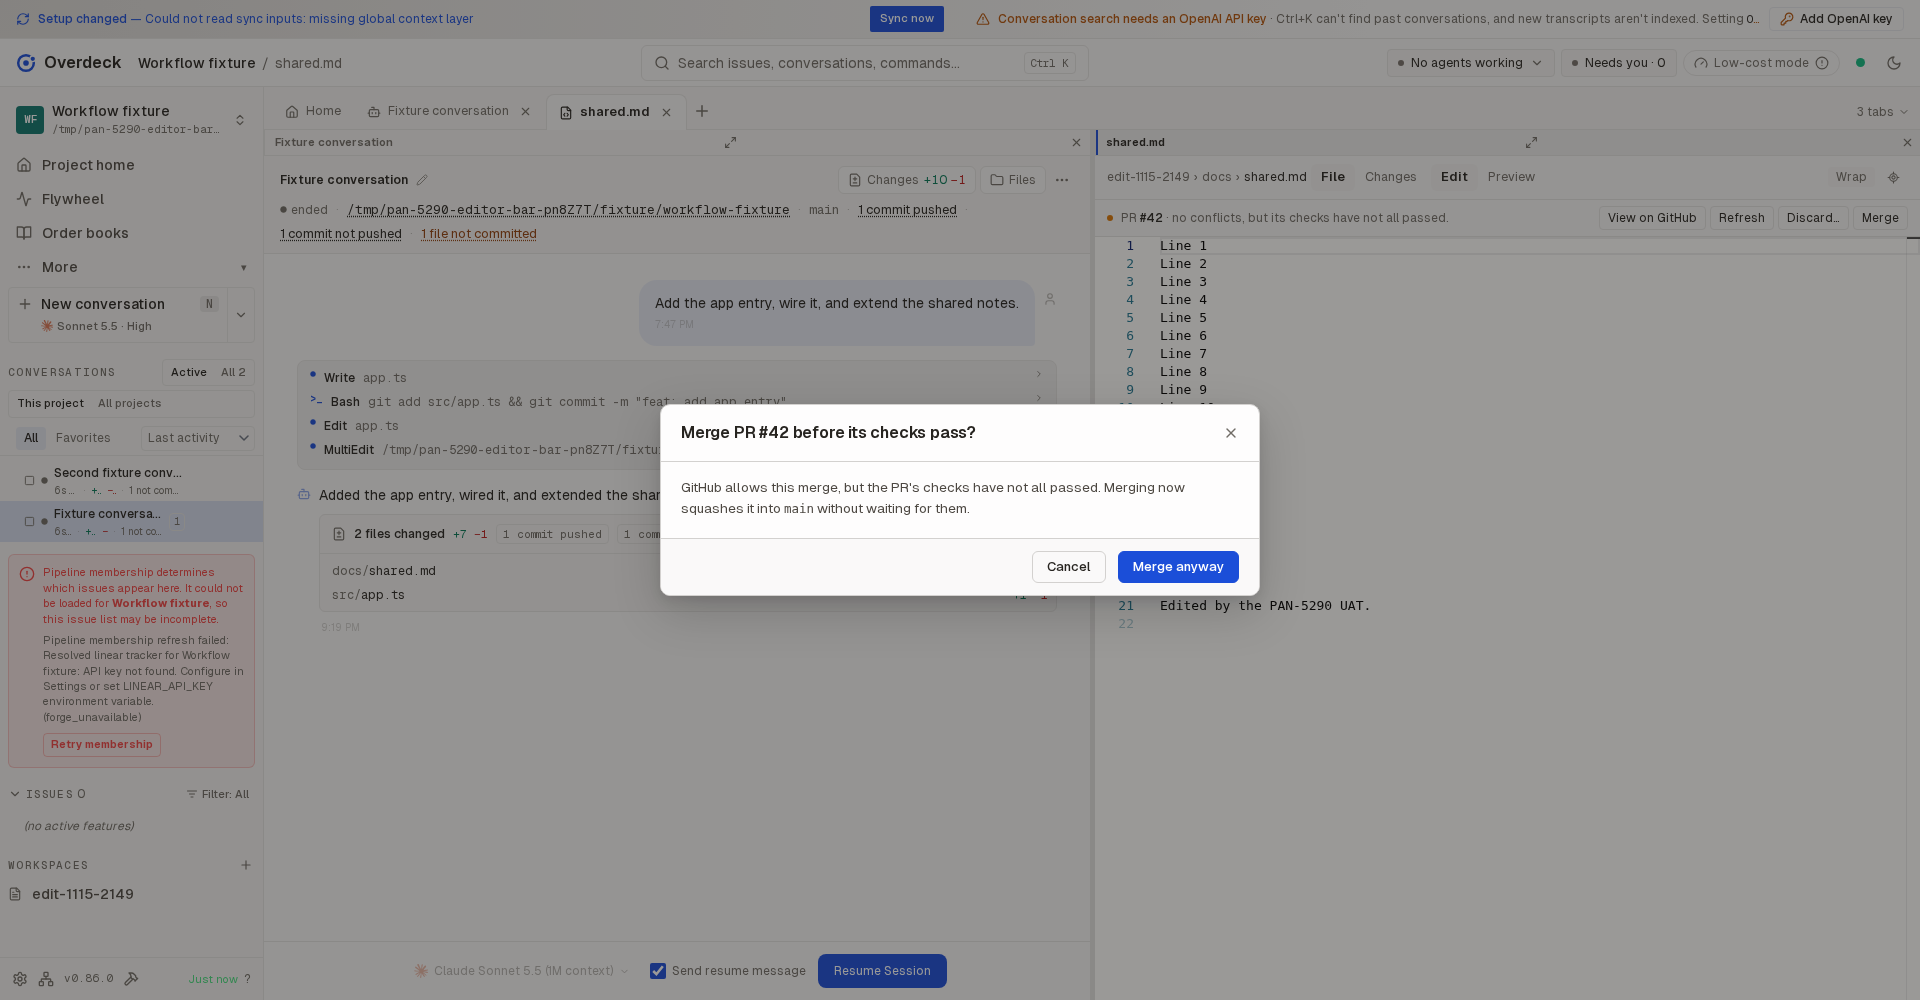 Setup changed — Could not read sync inputs: missing global context layer
Sync now
Conversation search needs an OpenAI API key · Ctrl+K can't find past conversations, and new transcripts aren't indexed. Setting O…
Add OpenAI key
Overdeck
Workflow fixture / shared.md
Search issues, conversations, commands...
Ctrl K
No agents working
Needs you · 0
Low-cost mode
WF
Workflow fixture
/tmp/pan-5290-editor-bar…
Home
Fixture conversation
shared.md
3 tabs
Project home
Flywheel
Order books
More
New conversation
N
Sonnet 5.5 · High
CONVERSATIONS
Active
All 2
This project
All projects
All
Favorites
Last activity
Second fixture conv…
6s… · +… −… 1 not com…
Fixture conversa…
1
6s… +… − 1 not co…
Pipeline membership determines
which issues appear here. It could not
be loaded for Workflow fixture, so
this issue list may be incomplete.
Pipeline membership refresh failed:
Resolved linear tracker for Workflow
fixture: API key not found. Configure in
Settings or set LINEAR_API_KEY
environment variable.
(forge_unavailable)
Retry membership
ISSUES 0
Filter: All
(no active features)
WORKSPACES
edit-1115-2149
v0.86.0
Just now
?
Fixture conversation
Fixture conversation
Changes +10 −1
Files
ended · /tmp/pan-5290-editor-bar-pn8Z7T/fixture/workflow-fixture · main · 1 commit pushed ·
1 commit not pushed · 1 file not committed
Add the app entry, wire it, and extend the shared notes.
7:47 PM
Write app.ts
>_ Bash git add src/app.ts && git commit -m "feat: add app entry"
Edit app.ts
MultiEdit /tmp/pan-5290-editor-bar-pn8Z7T/fixtu
Added the app entry, wired it, and extended the shar
2 files changed +7 −1
1 commit pushed
1 com
docs/shared.md
src/app.ts
9:19 PM
Claude Sonnet 5.5 (1M context)
Send resume message
Resume Session
shared.md
edit-1115-2149 › docs › shared.md
File
Changes
Edit
Preview
Wrap
PR #42 · no conflicts, but its checks have not all passed.
View on GitHub
Refresh
Discard…
Merge
1 Line 1
2 Line 2
3 Line 3
4 Line 4
5 Line 5
6 Line 6
7 Line 7
8 Line 8
9 Line 9
21 Edited by the PAN-5290 UAT.
22
Merge PR #42 before its checks pass?
GitHub allows this merge, but the PR's checks have not all passed. Merging now
squashes it into main without waiting for them.
Cancel
Merge anyway